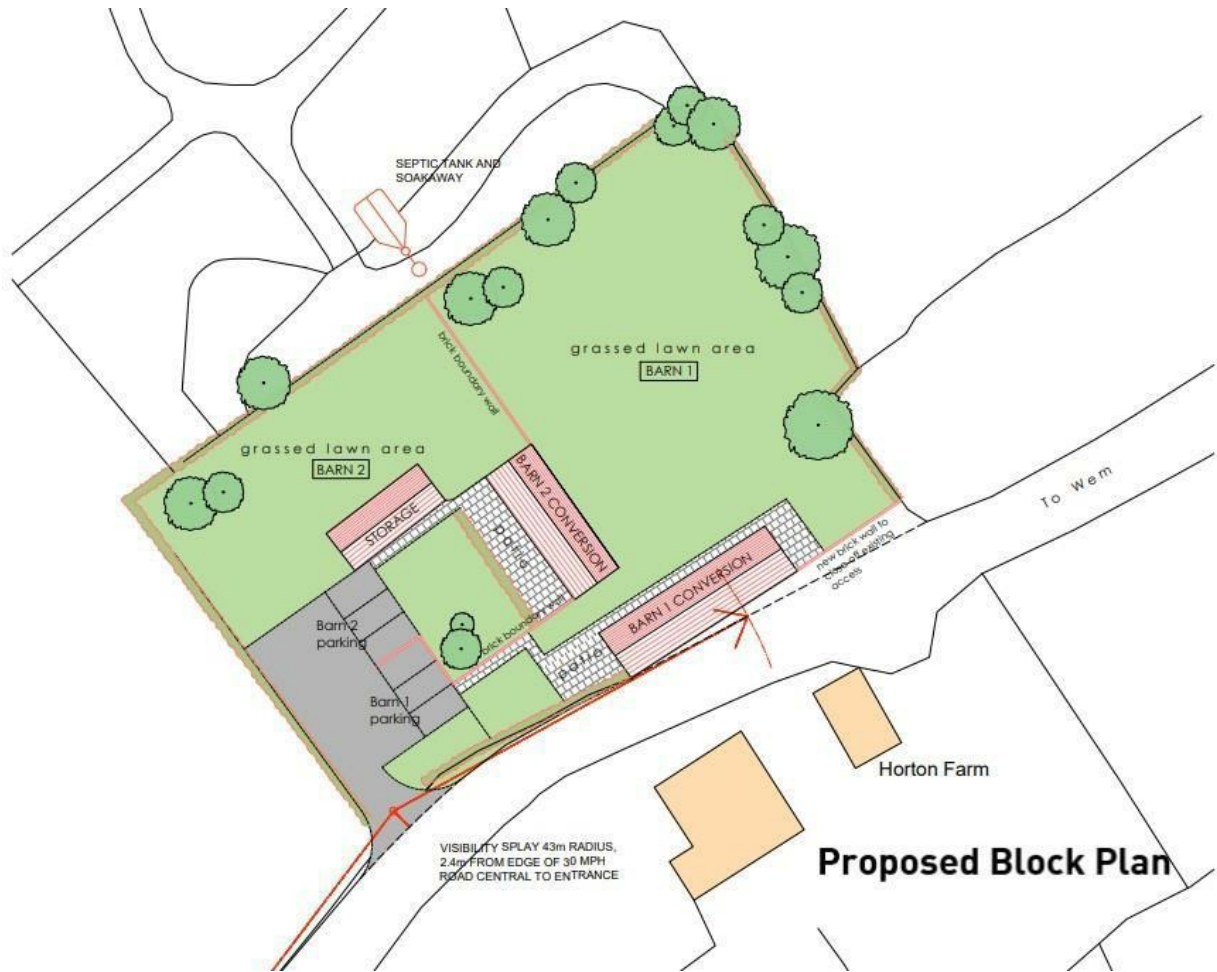 SEPTIC TANK AND
SOAKAWAY
brick boundary wall
grassed lawn area
BARN 1
grassed lawn area
BARN 2
BARN 2 CONVERSION
STORAGE
patio
To Wem
new brick wall to
close off existing
access
BARN 1 CONVERSION
brick boundary wall
patio
Barn 2
parking
Barn 1
parking
Horton Farm
VISIBILITY SPLAY 43m RADIUS,
2.4m FROM EDGE OF 30 MPH
ROAD CENTRAL TO ENTRANCE
Proposed Block Plan